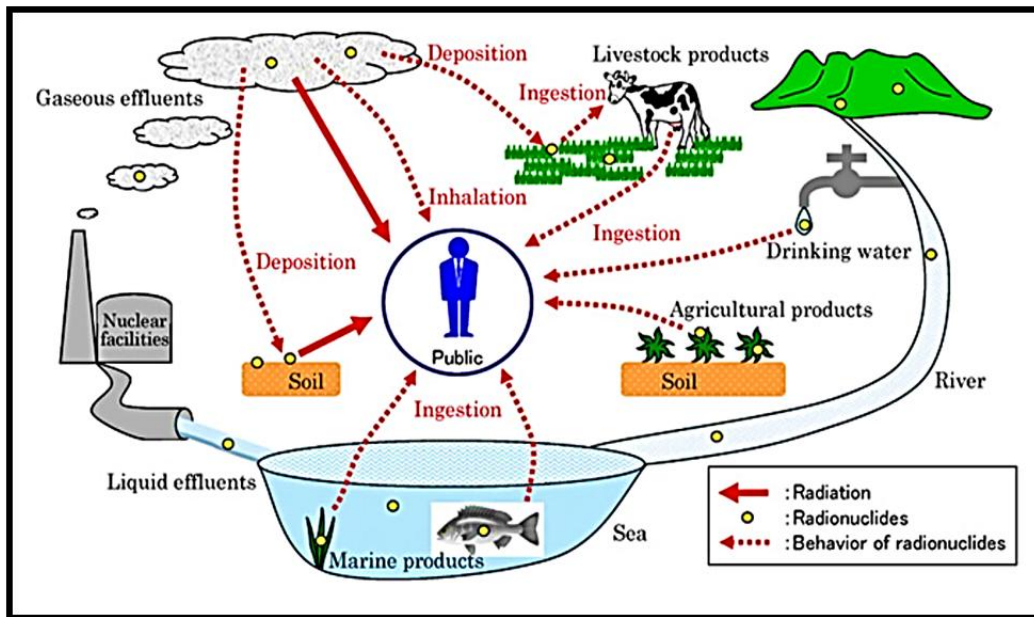 Deposition
Livestock products
Gaseous effluents
Ingestion
Inhalation
Ingestion
Drinking water
Deposition
Agricultural products
Nuclear
facilities
Public
Soil
Soil
River
Ingestion
Liquid effluents
Sea
Marine products
:Radiation
:Radionuclides
:Behavior of radionuclides